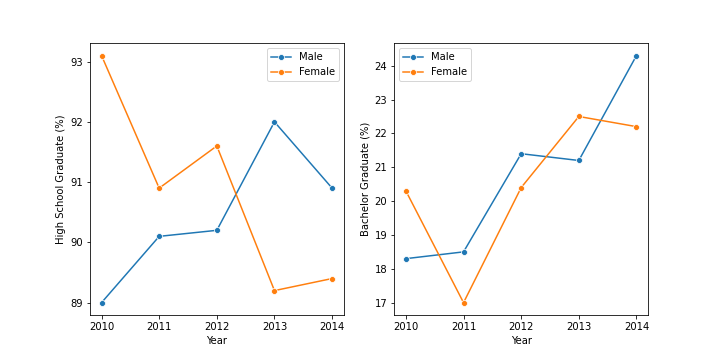 Male
Female
High School Graduate (%)
93
92
91
90
89
2010 2011 2012 2013 2014
Year
Male
Female
Bachelor Graduate (%)
24
23
22
21
20
19
18
17
2010 2011 2012 2013 2014
Year